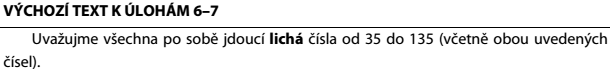 VÝCHOZÍ TEXT K ÚLOHÁM 6–7
Uvažujme všechna po sobě jdoucí lichá čísla od 35 do 135 (včetně obou uvedených
čísel).